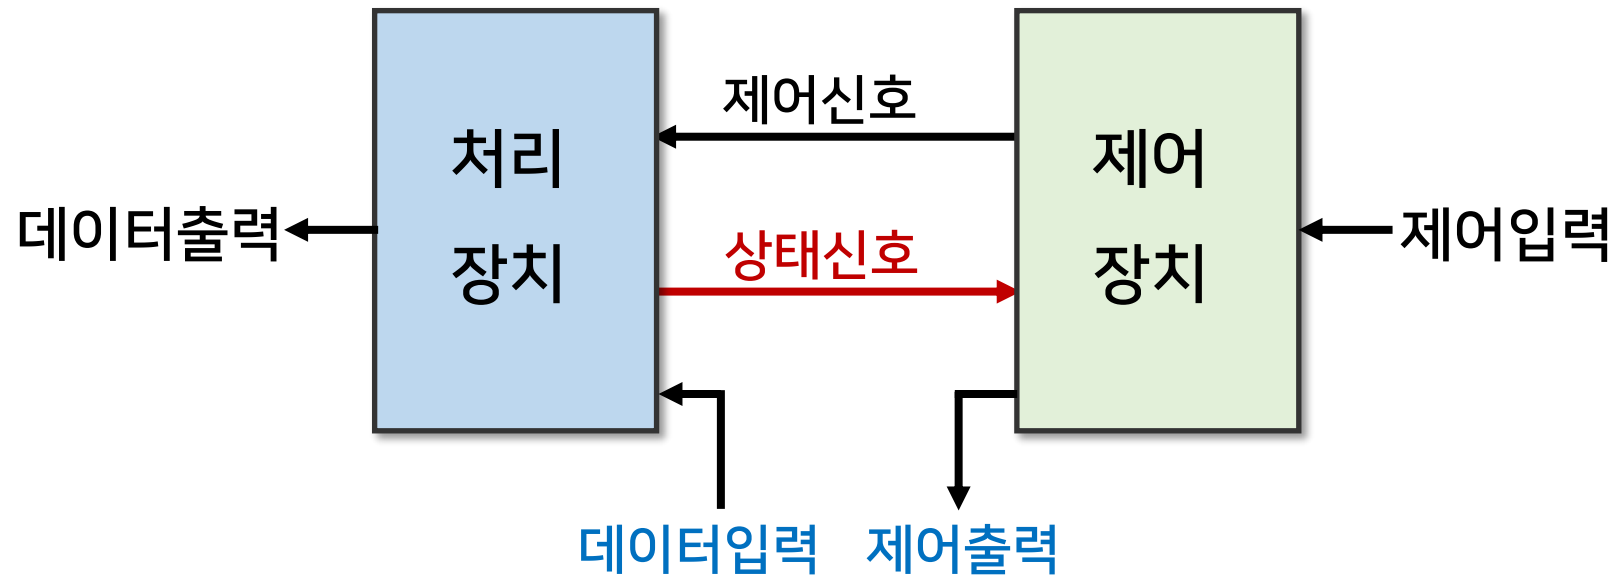 제어신호
처리
장치
제어
장치
데이터출력
제어입력
상태신호
데이터입력
제어출력